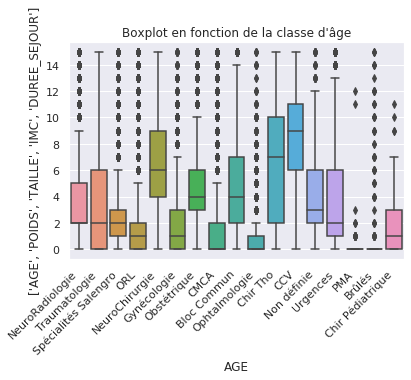 Boxplot en fonction de la classe d'âge
['AGE', 'POIDS', 'TAILLE', 'IMC', 'DUREE_SEJOUR']
14
12
10
8
6
4
2
0
NeuroRadiologie
Traumatologie
Spécialités Salengro
ORL
NeuroChirurgie
Gynécologie
Obstétrique
CMCA
Bloc Commun
Ophtalmologie
Chir Tho
CCV
Non définie
Urgences
PMA
Brûlés
Chir Pédiatrique
AGE